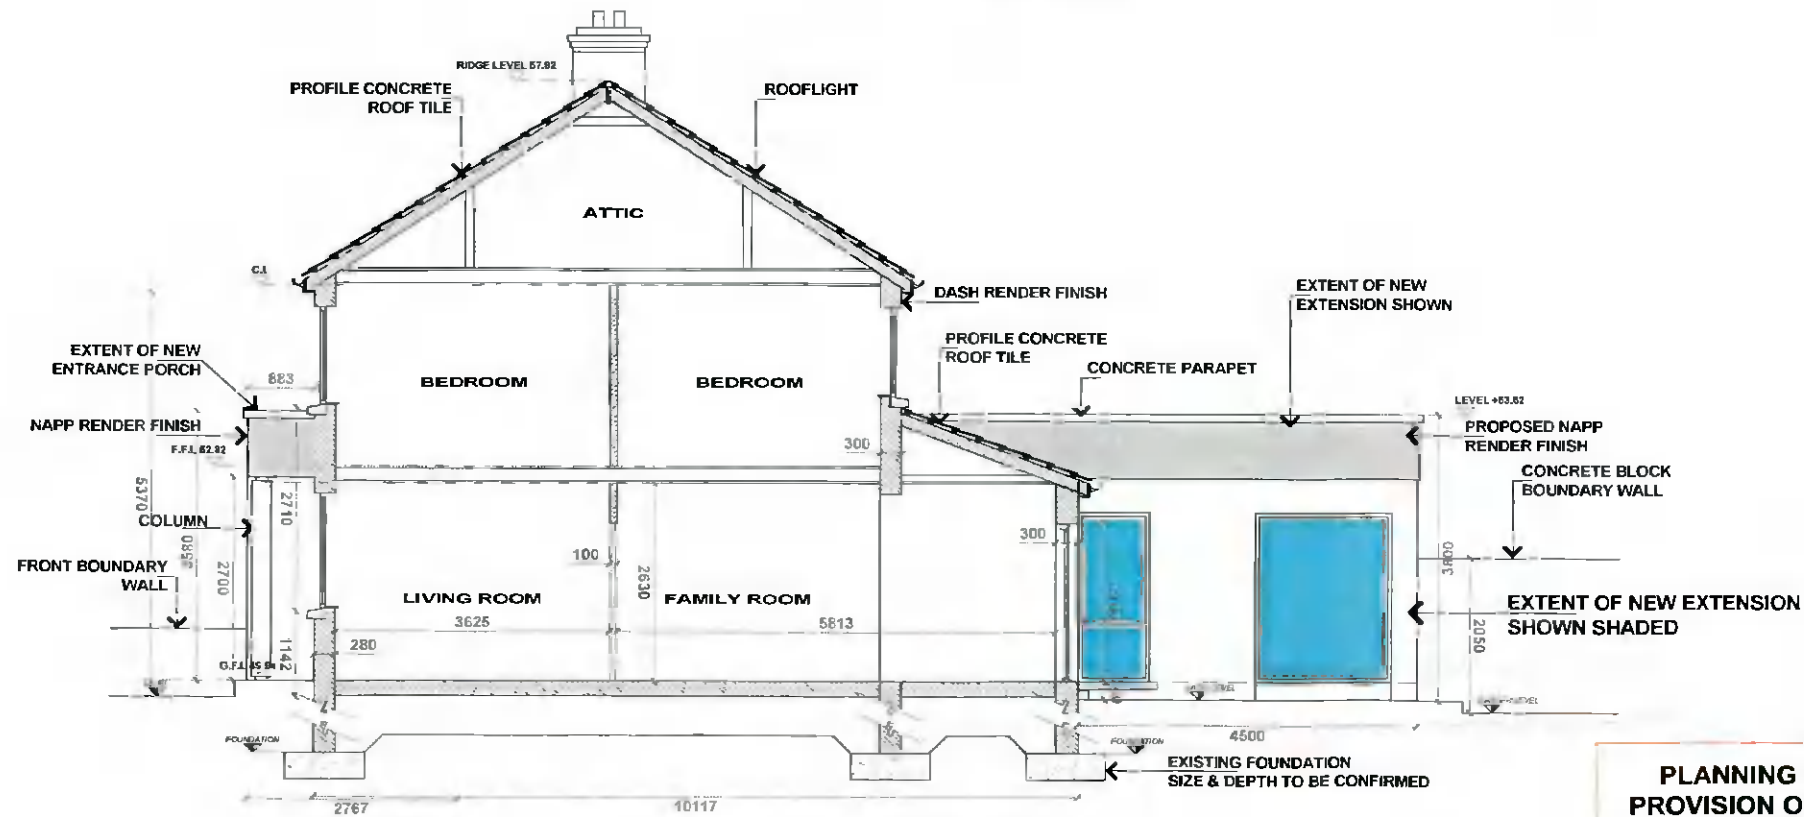 RIDGE LEVEL 57.92
PROFILE CONCRETE
ROOF TILE
ROOFLIGHT
ATTIC
DASH RENDER FINISH
EXTENT OF NEW
EXTENSION SHOWN
PROFILE CONCRETE
ROOF TILE
CONCRETE PARAPET
EXTENT OF NEW
ENTRANCE PORCH
883
BEDROOM
BEDROOM
LEVEL +53.52
NAPP RENDER FINISH
PROPOSED NAPP
RENDER FINISH
300
F.F.L 52.82
CONCRETE BLOCK
BOUNDARY WALL
5370
2710
COLUMN
300
100
2700
2630
3800
FRONT BOUNDARY
WALL
LIVING ROOM
FAMILY ROOM
3625
5813
EXTENT OF NEW EXTENSION
SHOWN SHADED
2050
280
1142
FOUNDATION
4500
FOUNDATION
EXISTING FOUNDATION
SIZE & DEPTH TO BE CONFIRMED
2767
10117
PLANNING
PROVISION O